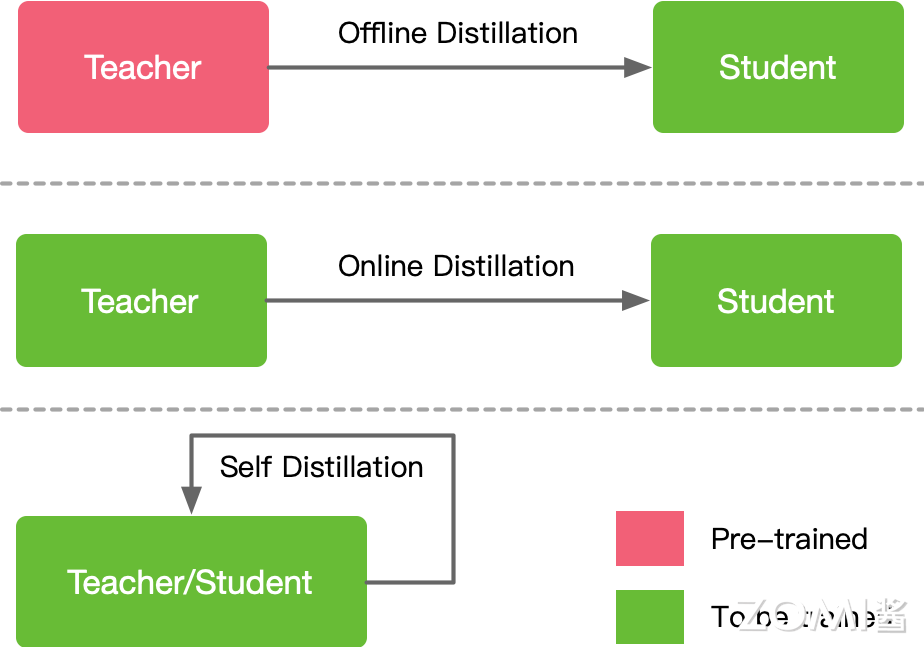 Offline Distillation
Teacher
Student
Online Distillation
Teacher
Student
Self Distillation
Teacher/Student
Pre-trained
To be trained
ZOMI酱